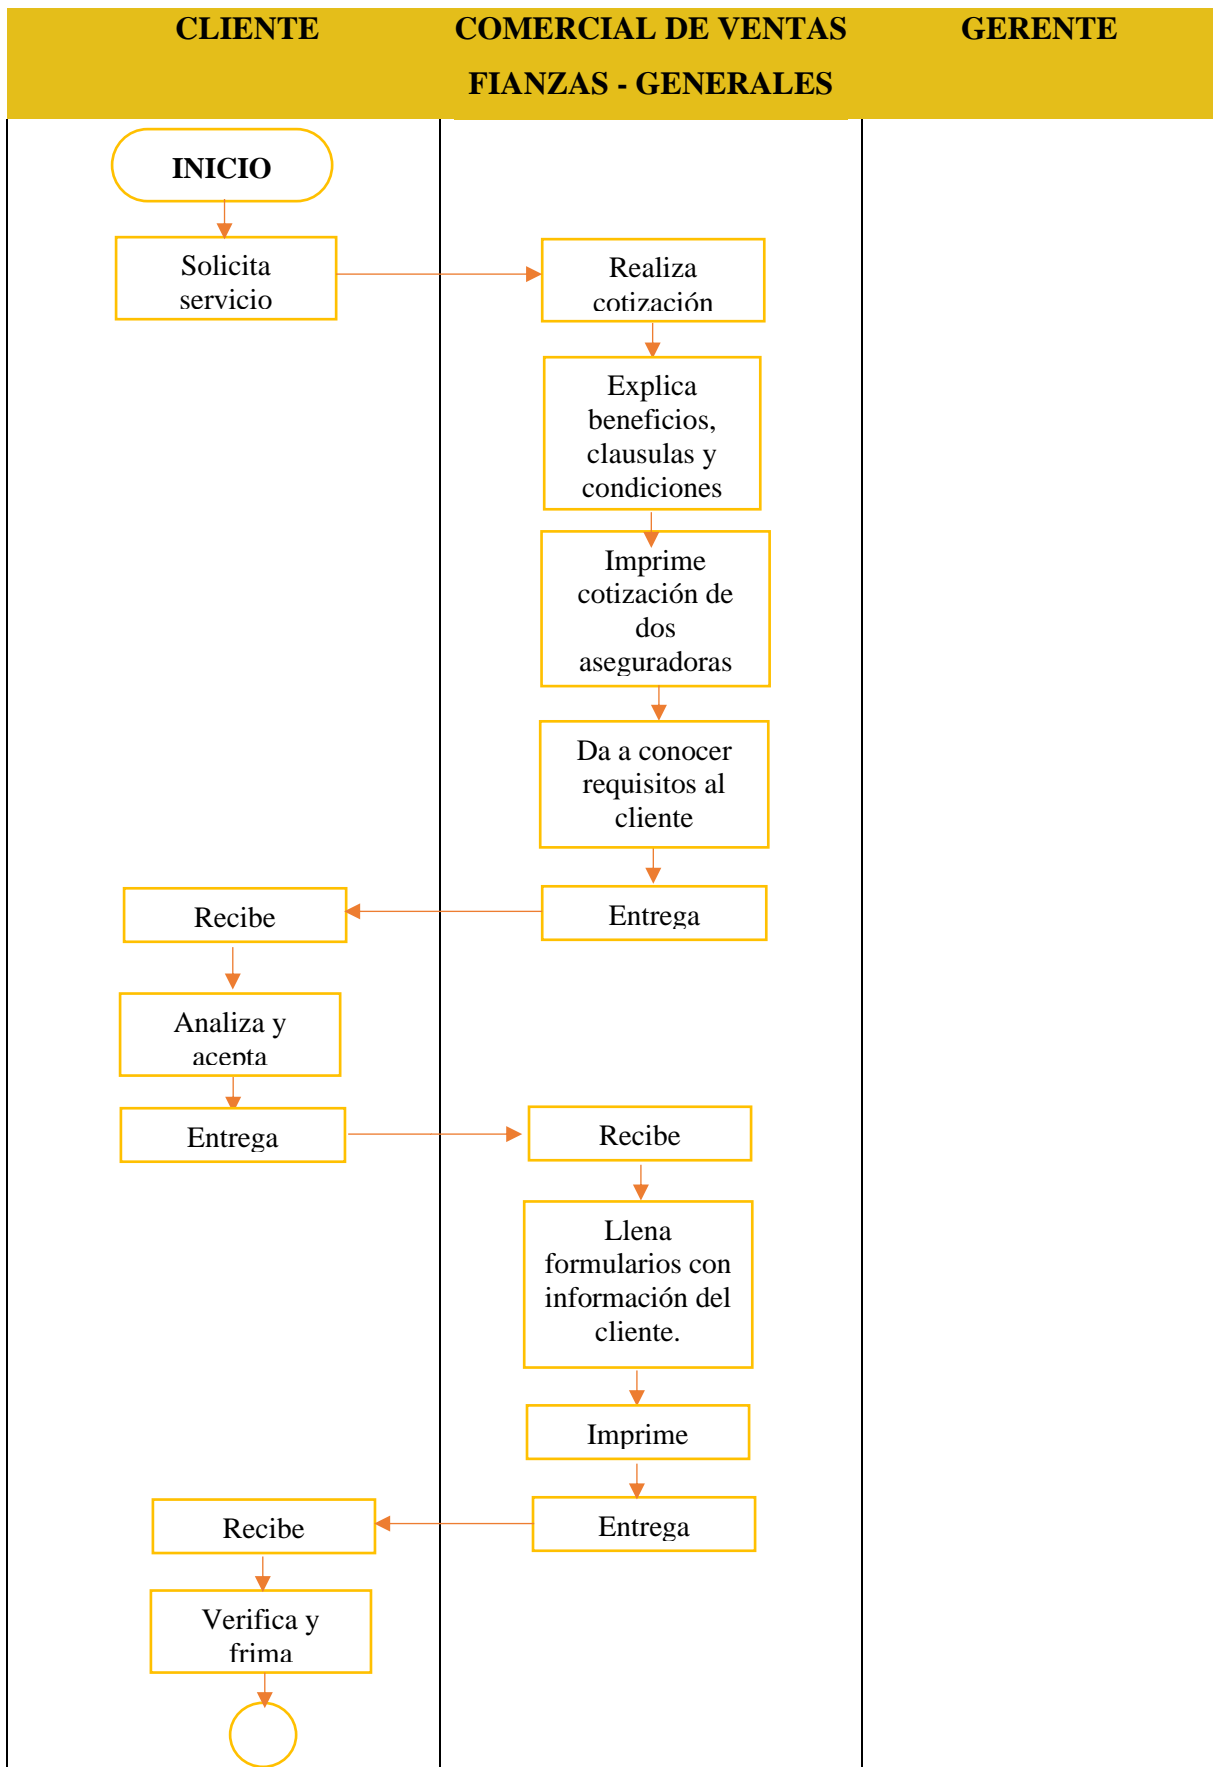 CLIENTE
COMERCIAL DE VENTAS
FIANZAS - GENERALES
GERENTE
INICIO
Solicita
servicio
Realiza
cotización
Explica
beneficios,
clausulas y
condiciones
Imprime
cotización de
dos
aseguradoras
Da a conocer
requisitos al
cliente
Entrega
Recibe
Analiza y
acepta
Entrega
Recibe
Llena
formularios con
información del
cliente.
Imprime
Entrega
Recibe
Verifica y
frima